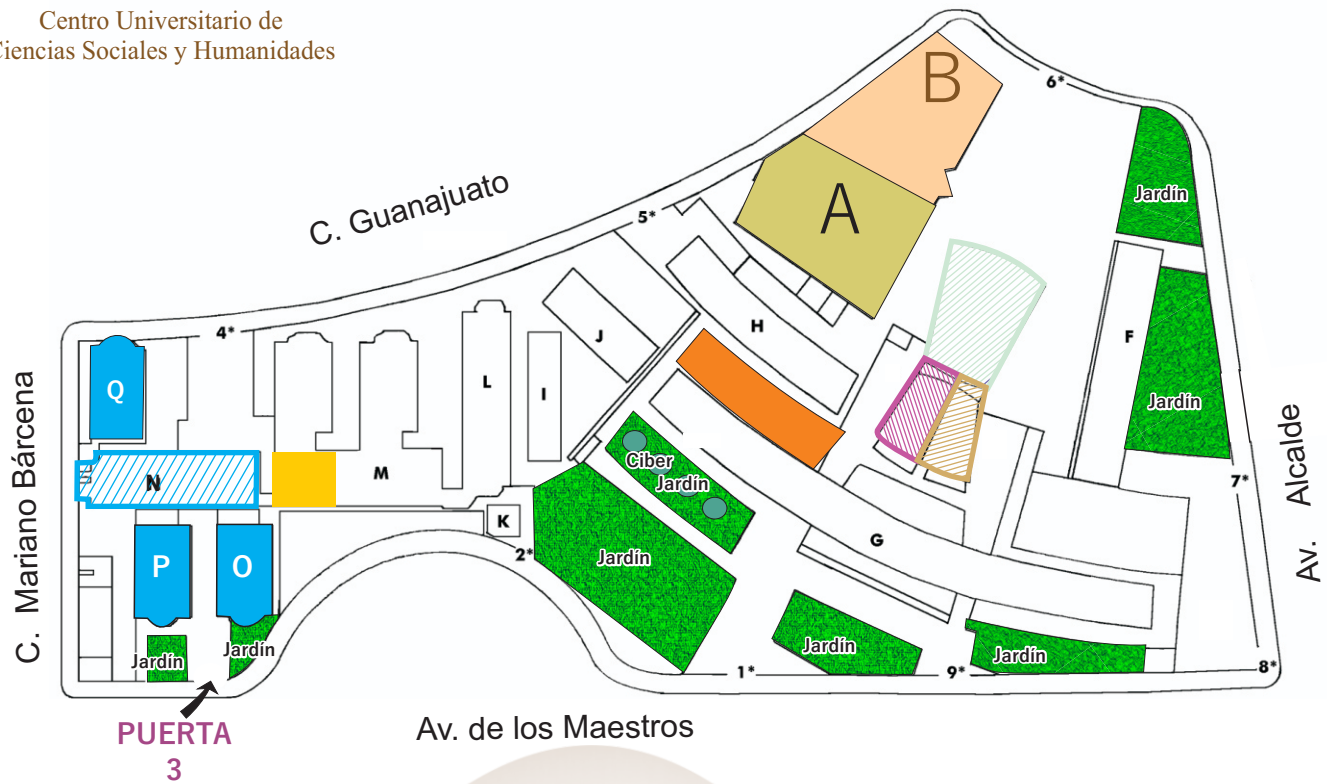 Centro Universitario de
Ciencias Sociales y Humanidades
B
6*
A
Jardín
C. Guanajuato
5*
H
F
4*
J
L
I
Q
Jardín
C. Mariano Bárcena
Av. Alcalde
N
M
Ciber
Jardín
7*
K
G
2*
P
O
Jardín
Jardín
Jardín
Jardín
Jardín
1*
9*
8*
PUERTA
3
Av. de los Maestros